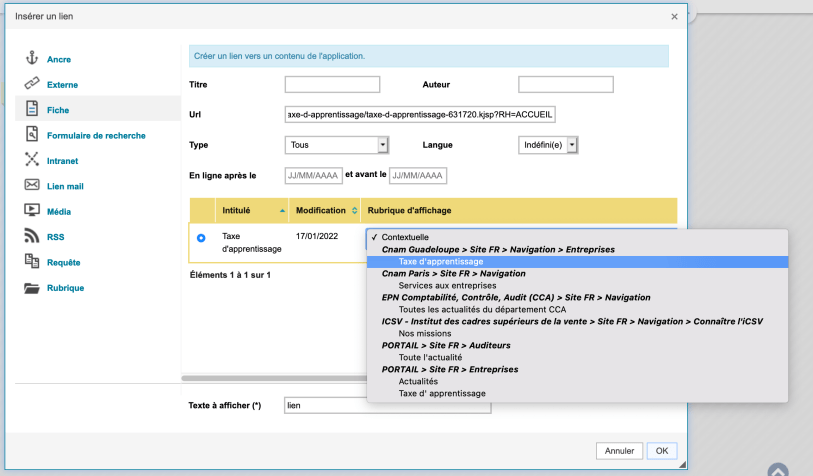 Insérer un lien
×
Ancre
Externe
Fiche
Formulaire de recherche
Intranet
Lien mail
Média
RSS
Requête
Rubrique
Créer un lien vers un contenu de l'application.
Titre
Auteur
Url
axe-d-apprentissage/taxe-d-apprentissage-631720.kjsp?RH=ACCUEIL
Type
Tous
Langue
Indéfini(e)
En ligne après le
JJ/MM/AAAA
et avant le
JJ/MM/AAAA
Intitulé
Modification
Rubrique d'affichage
Taxe
d'apprentissage
17/01/2022
✓ Contextuelle
Cnam Guadeloupe > Site FR > Navigation > Entreprises
Taxe d'apprentissage
Cnam Paris > Site FR > Navigation
Services aux entreprises
EPN Comptabilité, Contrôle, Audit (CCA) > Site FR > Navigation
Toutes les actualités du département CCA
ICSV - Institut des cadres supérieurs de la vente > Site FR > Navigation > Connaître l'iCSV
Nos missions
PORTAIL > Site FR > Auditeurs
Toute l'actualité
PORTAIL > Site FR > Entreprises
Actualités
Taxe d' apprentissage
Éléments 1 à 1 sur 1
Texte à afficher (*)
lien
Annuler
OK